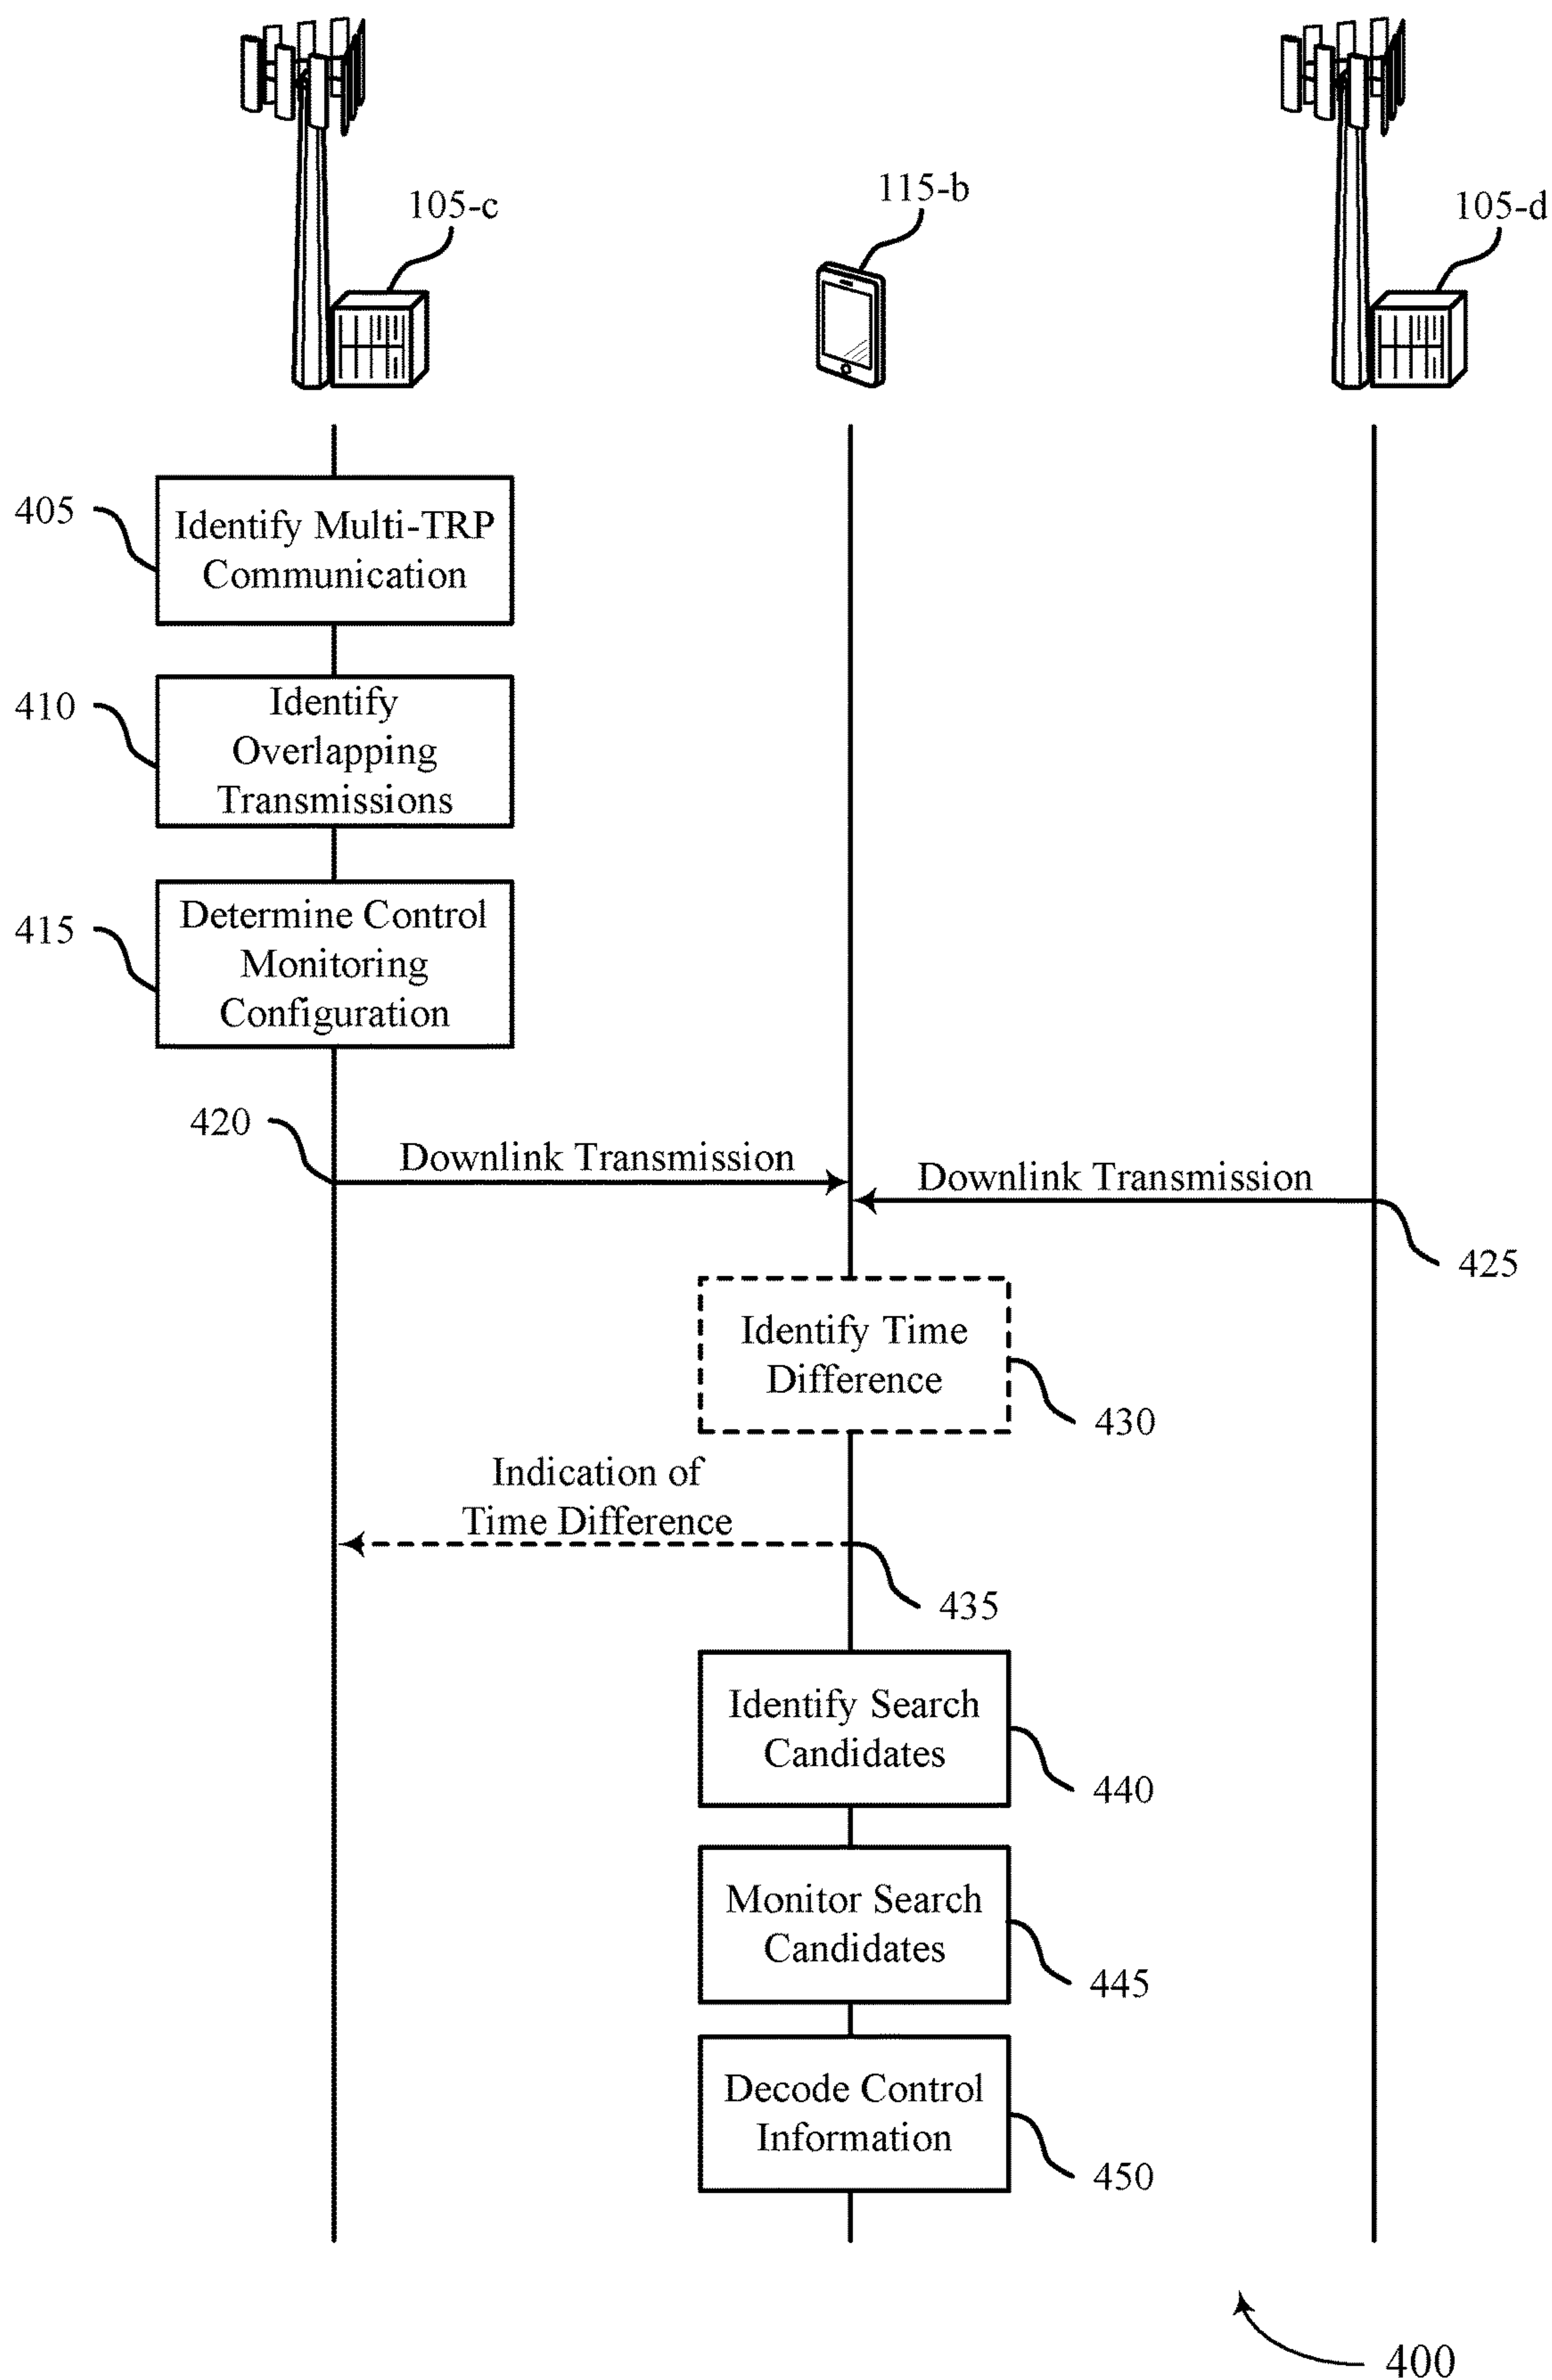 105-c
115-b
105-d
405
Identify Multi-TRP
Communication
410
Identify
Overlapping
Transmissions
415
Determine Control
Monitoring
Configuration
420
Downlink Transmission
Downlink Transmission
425
Identify Time
Difference
430
Indication of
Time Difference
435
Identify Search
Candidates
440
Monitor Search
Candidates
445
Decode Control
Information
450
400